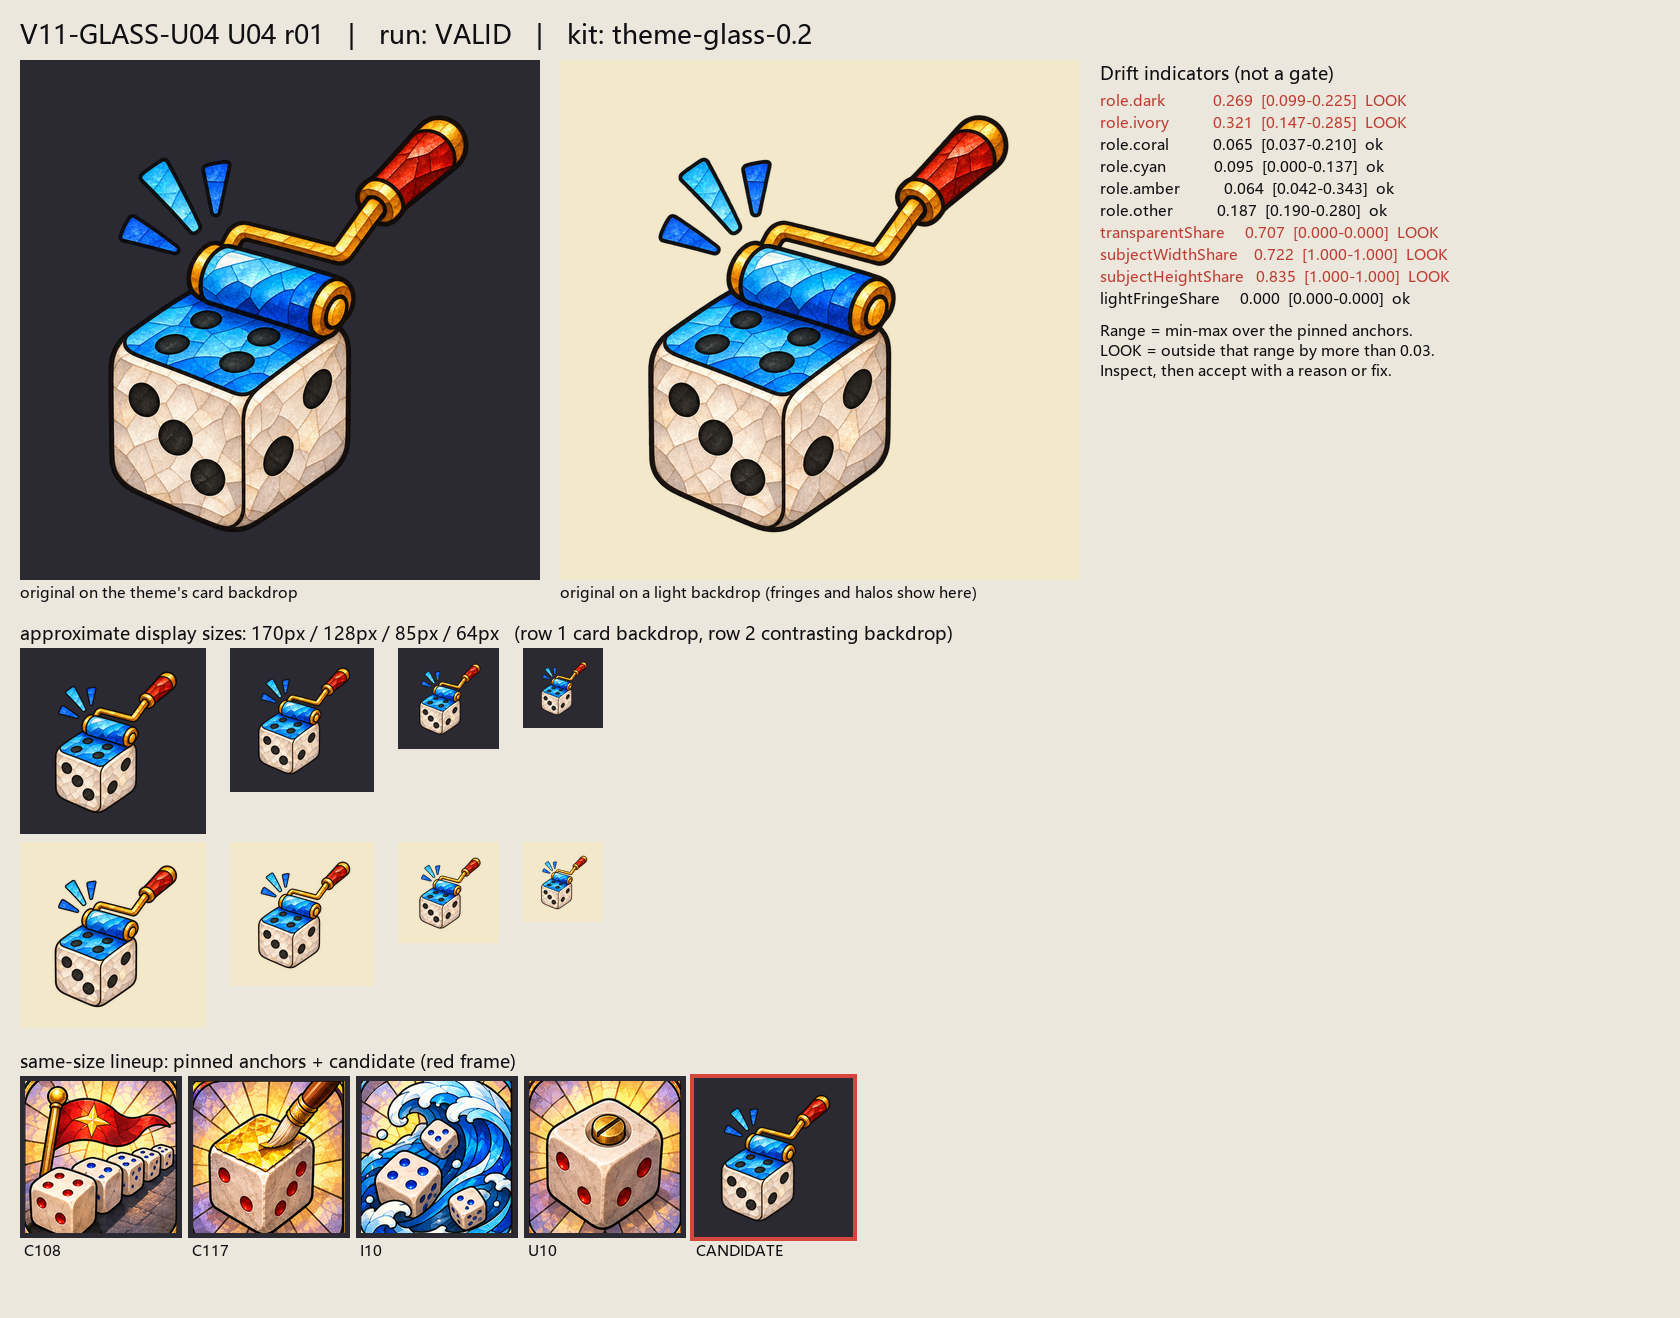 V11-GLASS-U04 U04 r01 | run: VALID | kit: theme-glass-0.2
Drift indicators (not a gate)
role.dark 0.269 [0.099-0.225] LOOK
role.ivory 0.321 [0.147-0.285] LOOK
role.coral 0.065 [0.037-0.210] ok
role.cyan 0.095 [0.000-0.137] ok
role.amber 0.064 [0.042-0.343] ok
role.other 0.187 [0.190-0.280] ok
transparentShare 0.707 [0.000-0.000] LOOK
subjectWidthShare 0.722 [1.000-1.000] LOOK
subjectHeightShare 0.835 [1.000-1.000] LOOK
lightFringeShare 0.000 [0.000-0.000] ok
Range = min-max over the pinned anchors.
LOOK = outside that range by more than 0.03.
Inspect, then accept with a reason or fix.
original on the theme's card backdrop
original on a light backdrop (fringes and halos show here)
approximate display sizes: 170px / 128px / 85px / 64px (row 1 card backdrop, row 2 contrasting backdrop)
same-size lineup: pinned anchors + candidate (red frame)
C108
C117
I10
U10
CANDIDATE